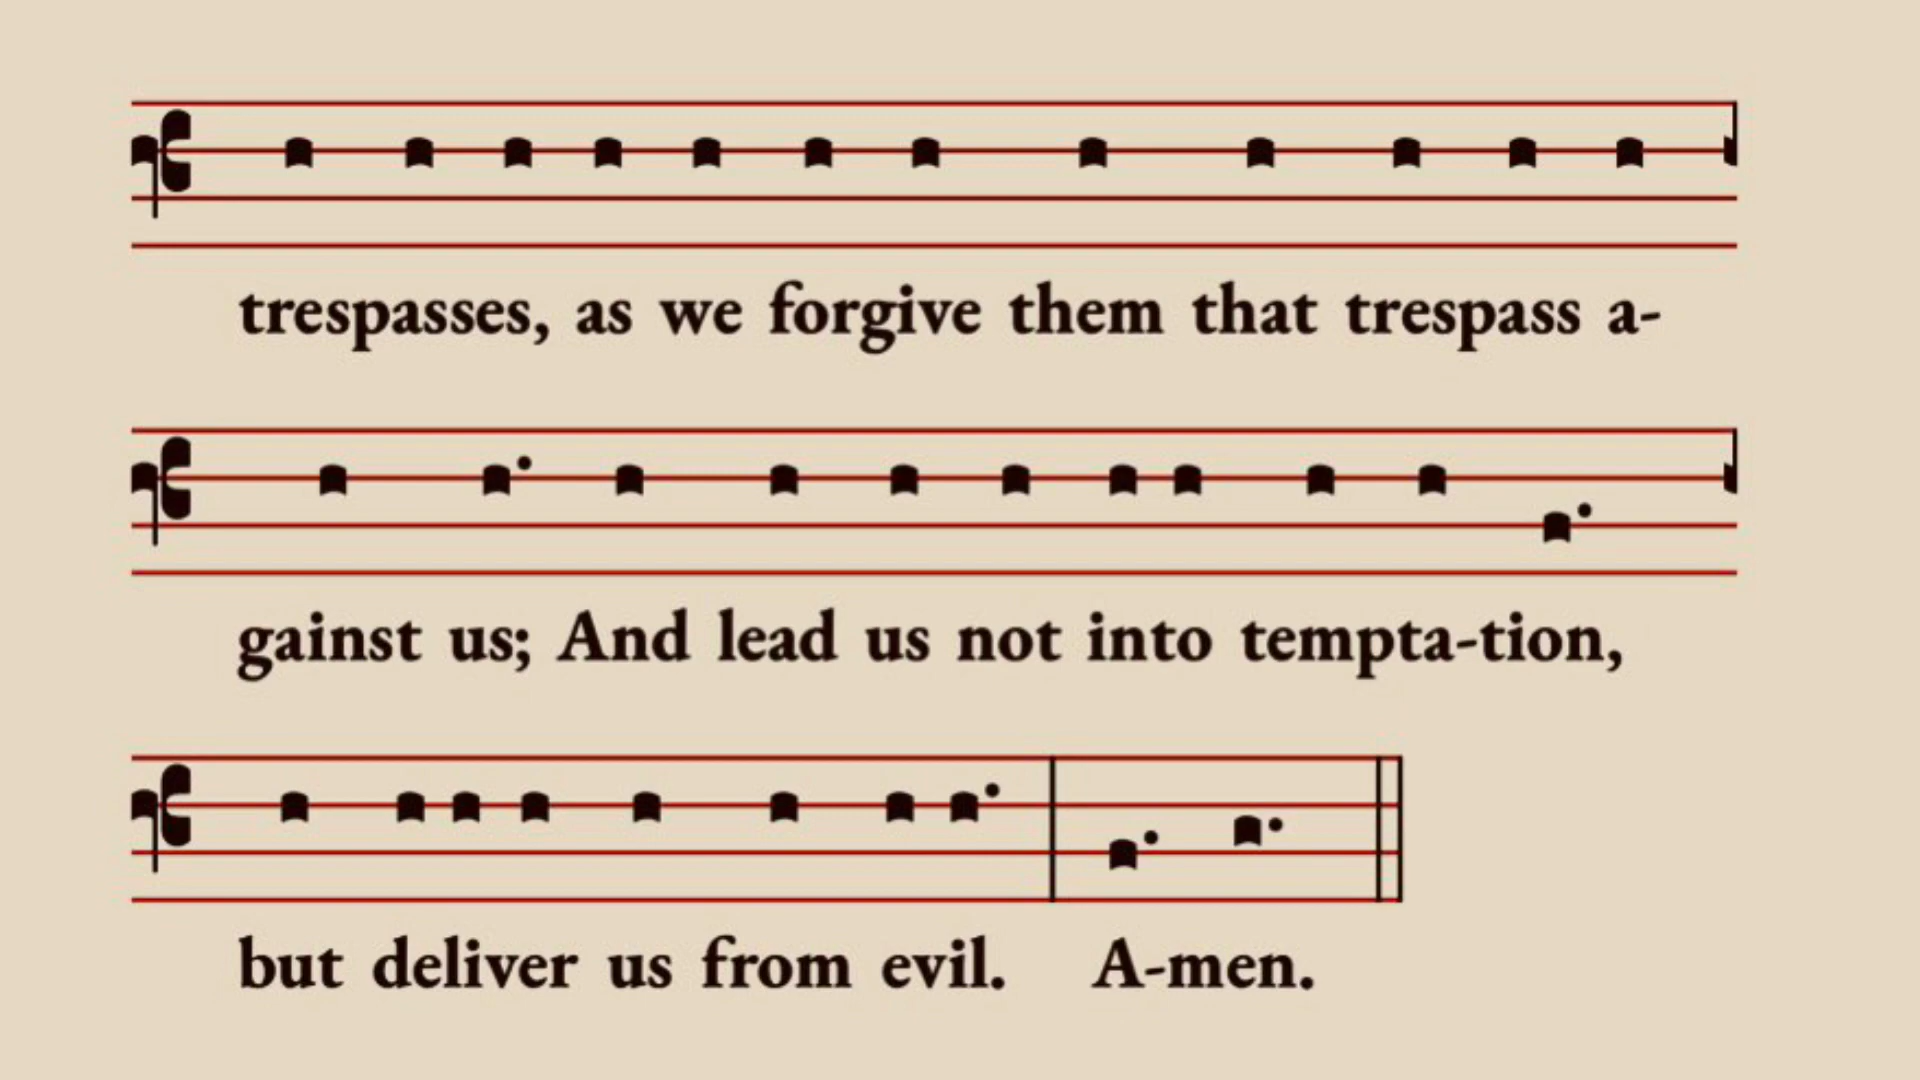 trespasses, as we forgive them that trespass a-
gainst us; And lead us not into tempta-tion,
but deliver us from evil. A-men.